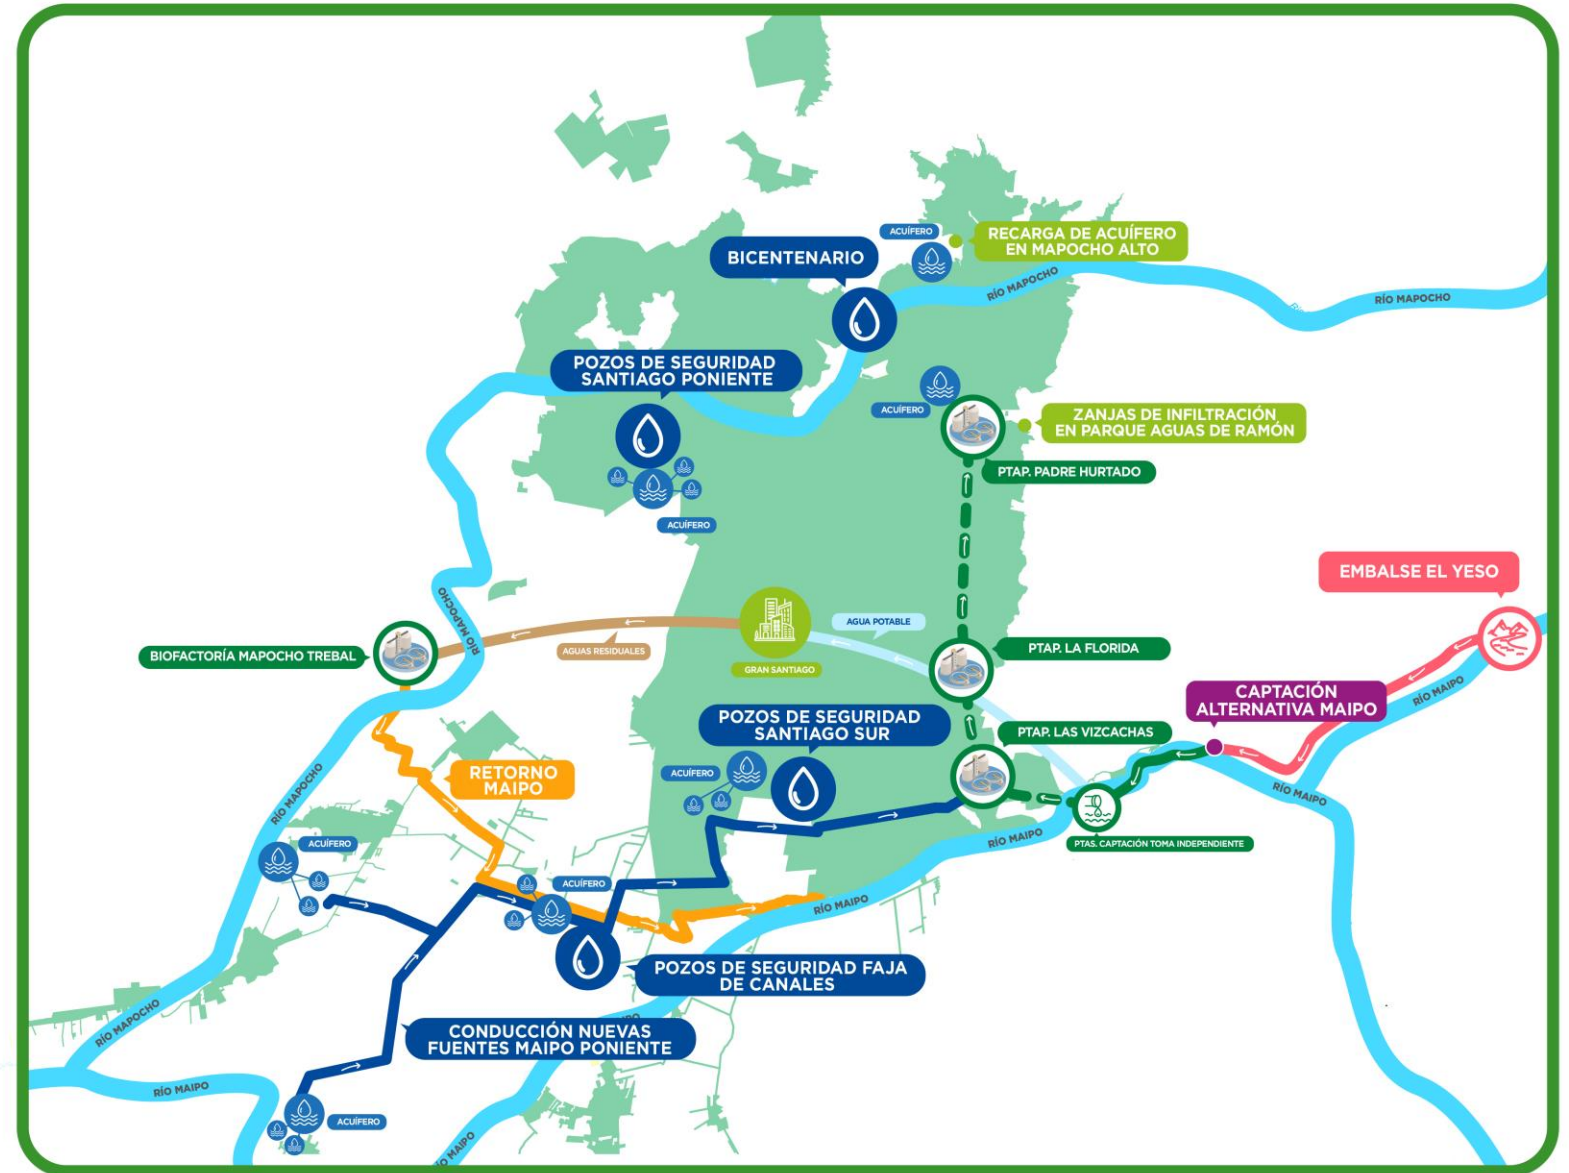 ACUÍFERO
RECARGA DE ACUÍFERO
EN MAPOCHO ALTO
BICENTENARIO
RÍO MAPOCHO
RÍO MAPOCHO
POZOS DE SEGURIDAD
SANTIAGO PONIENTE
ACUÍFERO
ZANJAS DE INFILTRACIÓN
EN PARQUE AGUAS DE RAMÓN
PTAP. PADRE HURTADO
ACUÍFERO
EMBALSE EL YESO
RÍO MAPOCHO
AGUA POTABLE
BIOFACTORÍA MAPOCHO TREBAL
AGUAS RESIDUALES
GRAN SANTIAGO
PTAP. LA FLORIDA
CAPTACIÓN
ALTERNATIVA MAIPO
RÍO MAIPO
POZOS DE SEGURIDAD
SANTIAGO SUR
PTAP. LAS VIZCACHAS
RETORNO
MAIPO
ACUÍFERO
RÍO MAPOCHO
RÍO MAIPO
ACUÍFERO
RÍO MAIPO
PTAS. CAPTACIÓN TOMA INDEPENDIENTE
ACUÍFERO
RÍO MAIPO
POZOS DE SEGURIDAD FAJA
DE CANALES
RÍO MAPOCHO
CONDUCCIÓN NUEVAS
FUENTES MAIPO PONIENTE
RÍO MAIPO
ACUÍFERO
MAIPO